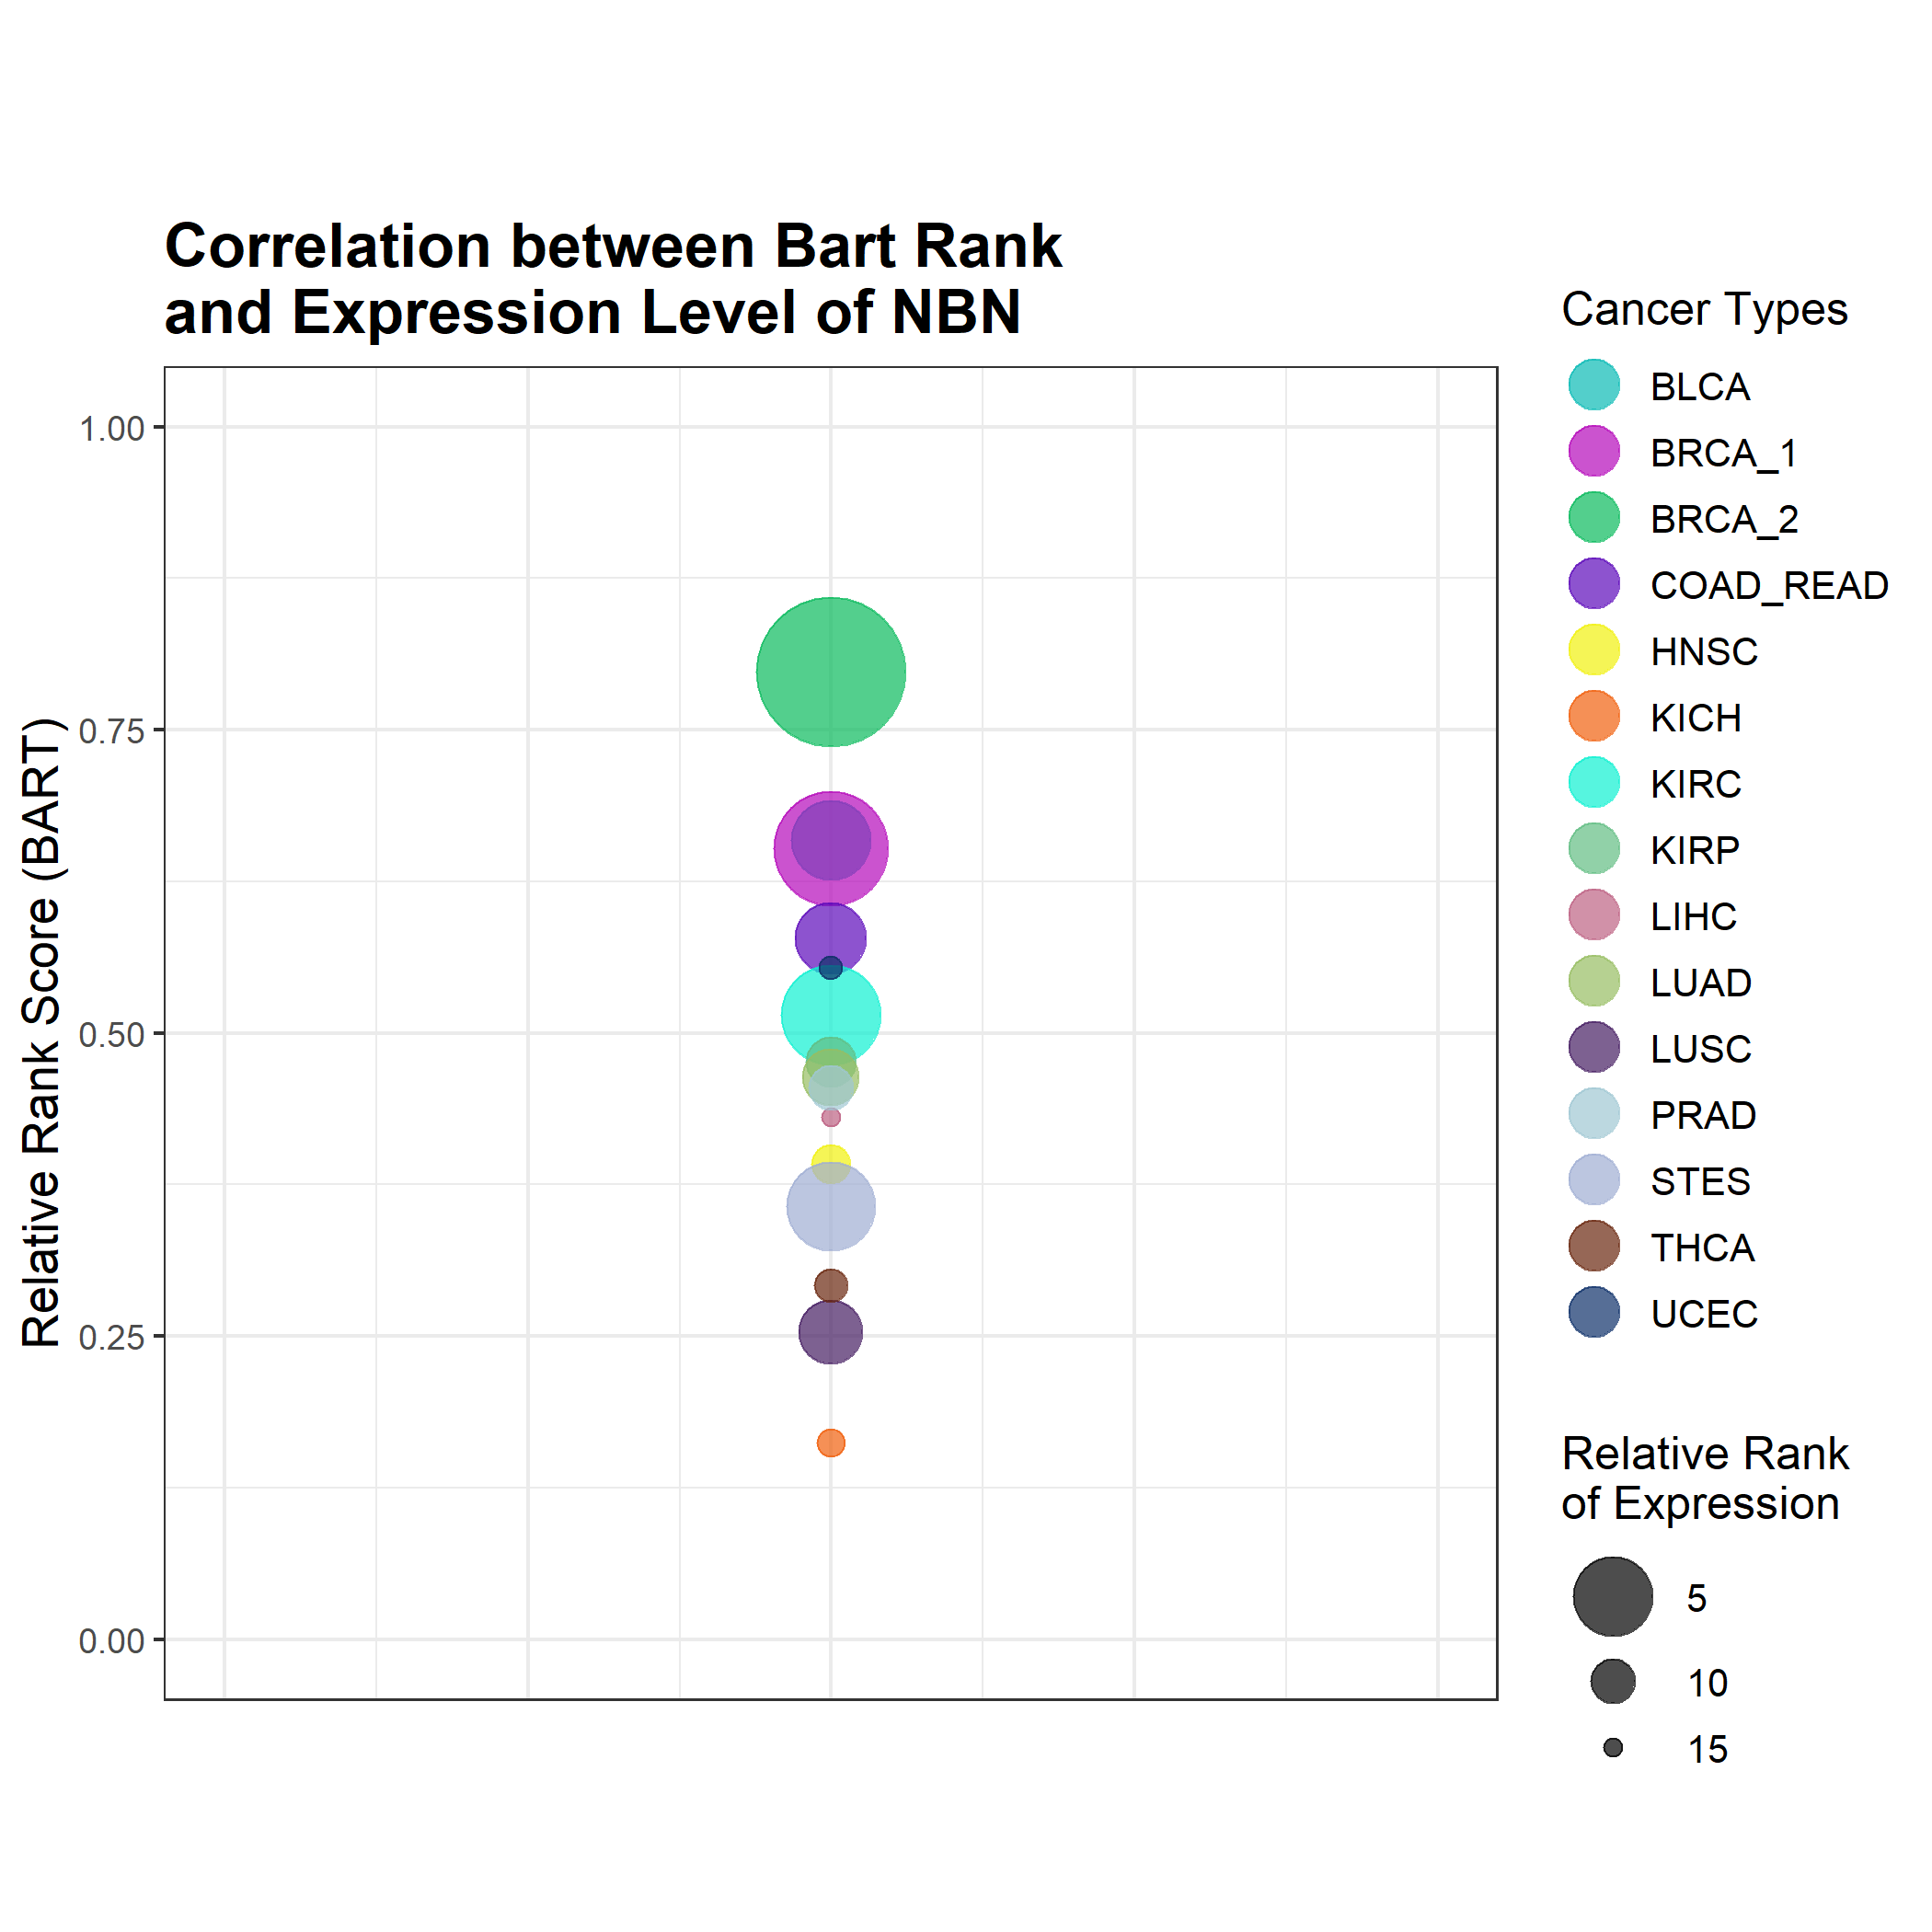 Correlation between Bart Rank
and Expression Level of NBN
Relative Rank Score (BART)
1.00
0.75
0.50
0.25
0.00
Cancer Types
BLCA
BRCA_1
BRCA_2
COAD_READ
HNSC
KICH
KIRC
KIRP
LIHC
LUAD
LUSC
PRAD
STES
THCA
UCEC
Relative Rank
of Expression
5
10
15